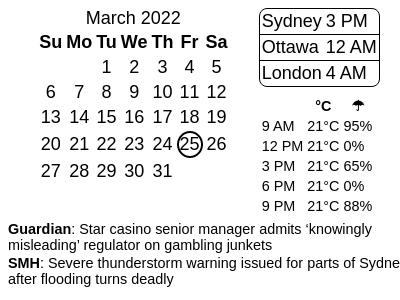 March 2022
Su Mo Tu We Th Fr Sa
1 2 3 4 5
6 7 8 9 10 11 12
13 14 15 16 17 18 19
20 21 22 23 24 25 26
27 28 29 30 31
Sydney 3 PM
Ottawa 12 AM
London 4 AM
°C ☂
9 AM 21°C 95%
12 PM 21°C 0%
3 PM 21°C 65%
6 PM 21°C 0%
9 PM 21°C 88%
Guardian: Star casino senior manager admits ‘knowingly
misleading’ regulator on gambling junkets
SMH: Severe thunderstorm warning issued for parts of Sydne
after flooding turns deadly